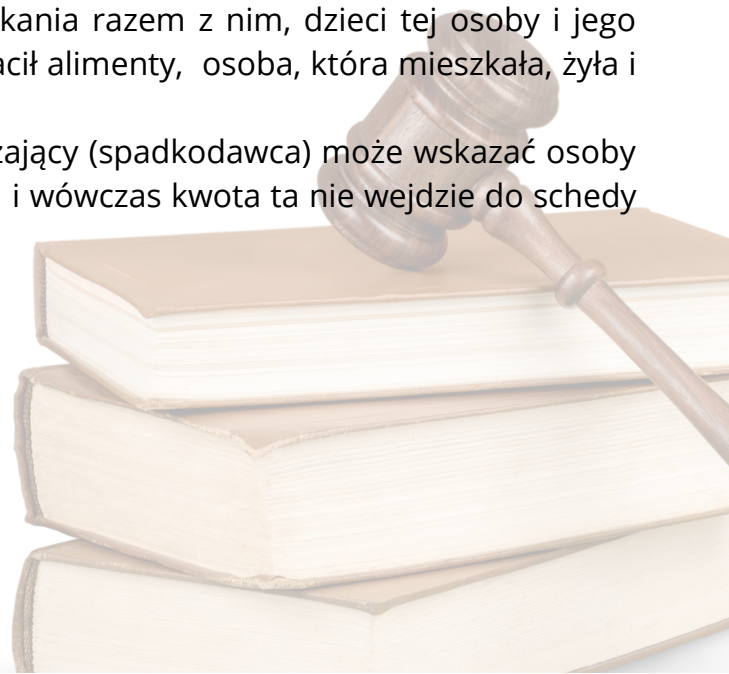 kania razem z nim, dzieci tej osoby i jego
acił alimenty, osoba, która mieszkała, żyła i
zający (spadkodawca) może wskazać osoby
i wówczas kwota ta nie wejdzie do schedy